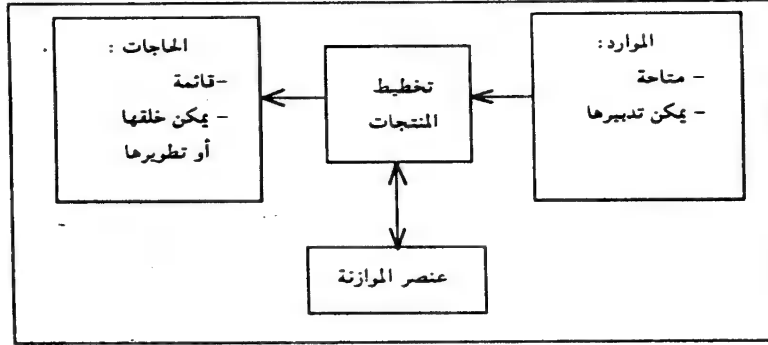 الموارد:
- متاحة
- يمكن تدبيرها
تخطيط
المنتجات
الحاجات :
-قائمة
- يمكن خلقها
أو تطويرها
عنصر الموازنة